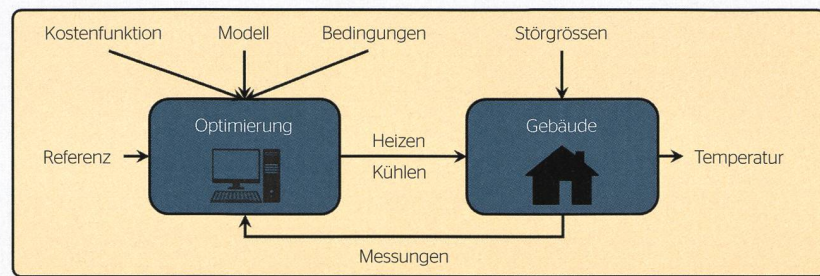 Kostenfunktion Modell Bedingungen Störgrössen
Optimierung Gebäude
Referenz Heizen Temperatur
Kühlen
Messungen